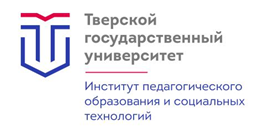 Тверской
государственный
университет
Институт педагогического
образования и социальных
технологий